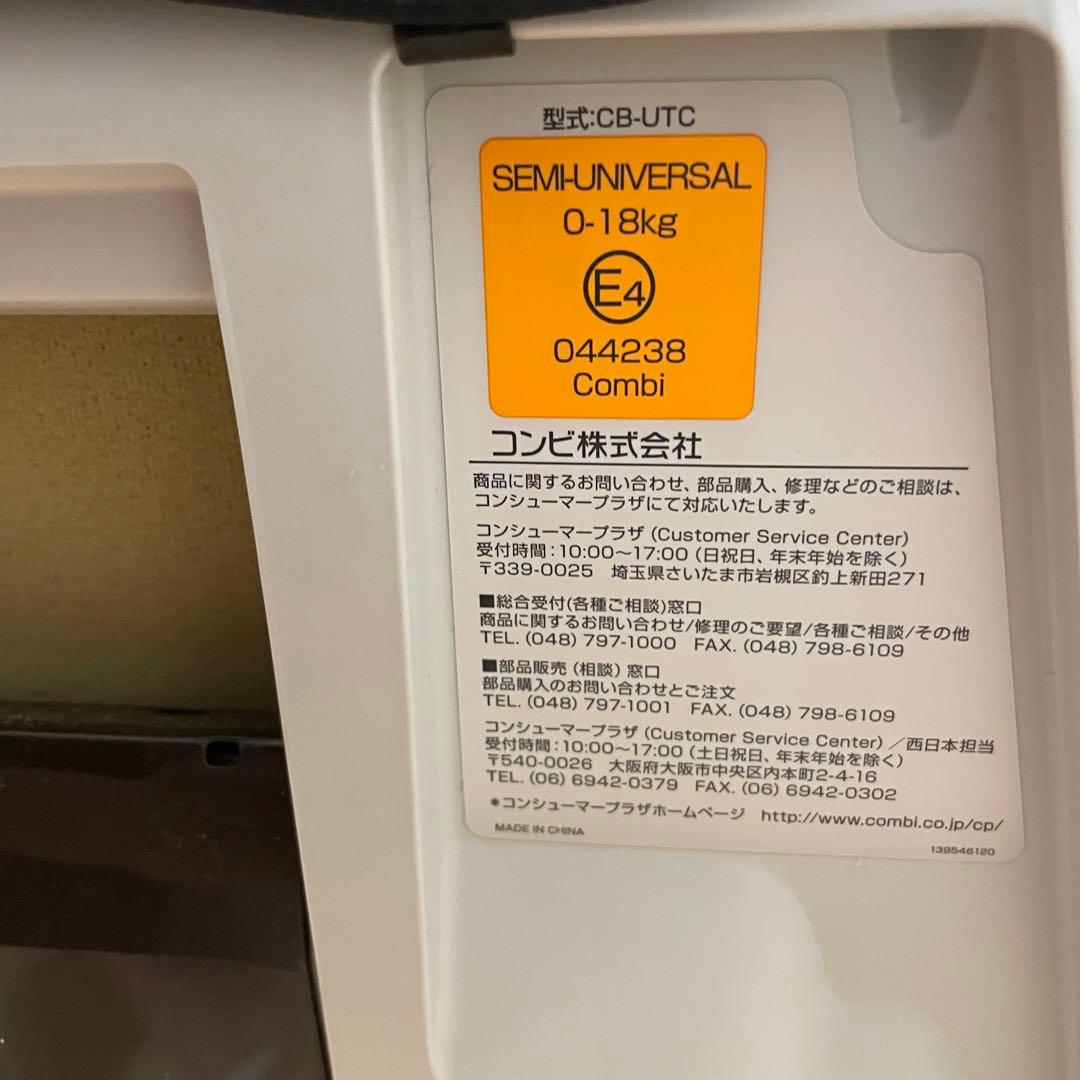 型式:CB-UTC
SEMI-UNIVERSAL
0-18kg
E4
044238
Combi
コンビ株式会社
商品に関するお問い合わせ、部品購入、修理などのご相談は、
コンシューマープラザにて対応いたします。
コンシューマープラザ (Customer Service Center)
受付時間:10:00～17:00 (日祝日、年末年始を除く)
〒339-0025 埼玉県さいたま市岩槻区釣上新田271
■総合受付(各種ご相談)窓口
商品に関するお問い合わせ/修理のご要望/各種ご相談/その他
TEL. (048) 797-1000 FAX. (048) 798-6109
■部品販売 (相談) 窓口
部品購入のお問い合わせとご注文
TEL. (048) 797-1001 FAX. (048) 798-6109
コンシューマープラザ (Customer Service Center) ／西日本担当
受付時間:10:00～17:00 (土日祝日、年末年始を除く)
〒540-0026 大阪府大阪市中央区内本町2-4-16
TEL. (06) 6942-0379 FAX. (06) 6942-0302
*コンシューマープラザホームページ http://www.combi.co.jp/cp/
MADE IN CHINA
139546120